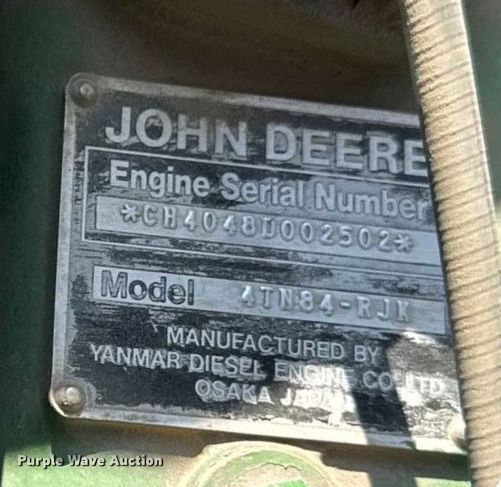 JOHN DEERE
Engine Serial Number
*CH4048D002502*
Model 4TN84-RJK
MANUFACTURED BY
YANMAR DIESEL ENGINE CO., LTD
OSAKA JAPAN
Purple Wave Auction